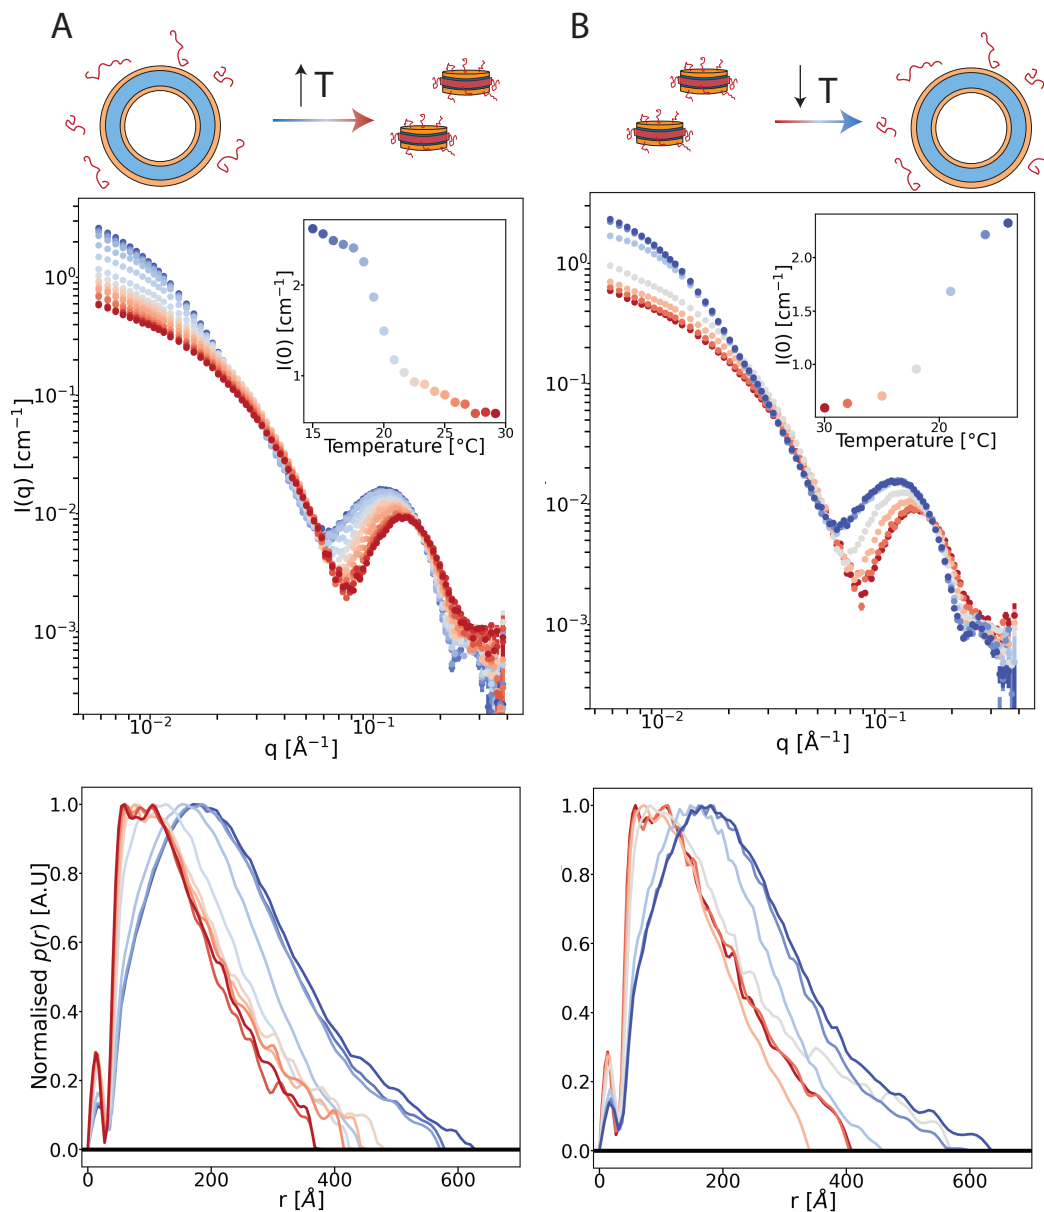 A
B
↑ T
↓ T
I(q) [cm⁻¹]
10⁰
10⁻¹
10⁻²
10⁻³
10⁻²
10⁻¹
q [Å⁻¹]
I(0) [cm⁻¹]
2
1
15
20
25
30
Temperature [°C]
I(q) [cm⁻¹]
10⁰
10⁻¹
10⁻²
10⁻³
10⁻²
10⁻¹
q [Å⁻¹]
I(0) [cm⁻¹]
2.0
1.5
1.0
30
20
Temperature [°C]
Normalised p(r) [A.U]
1.0
0.8
0.6
0.4
0.2
0.0
0
200
400
600
r [Å]
1.0
0.8
0.6
0.4
0.2
0.0
0
200
400
600
r [Å]